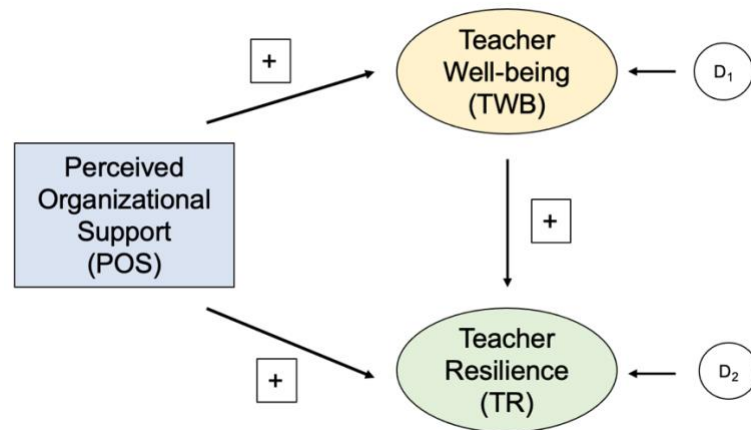 Teacher
Well-being
(TWB)
D₁
+
Perceived
Organizational
Support
(POS)
+
Teacher
Resilience
(TR)
D₂
+